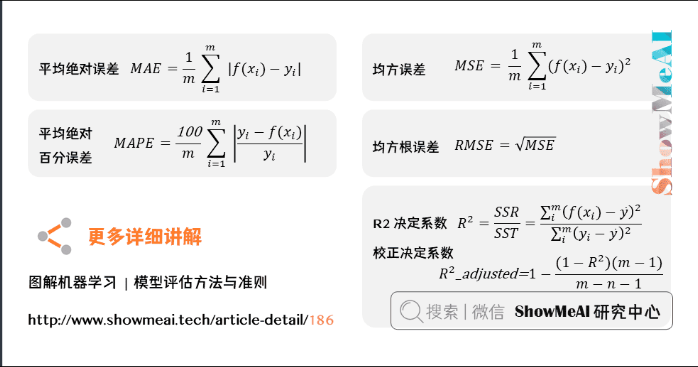 平均绝对误差 MAE = \frac{1}{m} \sum_{i=1}^{m} |f(x_i) − y_i|
均方误差 MSE = \frac{1}{m} \sum_{i=1}^{m} (f(x_i) − y_i)^2
平均绝对
百分误差 MAPE = \frac{100}{m} \sum_{i=1}^{m} \left|\frac{y_i − f(x_i)}{y_i}\right|
均方根误差 RMSE = \sqrt{MSE}
R2 决定系数 R^2 = \frac{SSR}{SST} = \frac{\sum_i^m (f(x_i) − \dot{y})^2}{\sum_i^m (y_i − \dot{y})^2}
校正决定系数
R^2_adjusted=1 − \frac{(1 − R^2)(m − 1)}{m − n − 1}
更多详细讲解
图解机器学习 | 模型评估方法与准则
http://www.showmeai.tech/article-detail/186
搜索 | 微信 ShowMeAI 研究中心
ShowMeAI